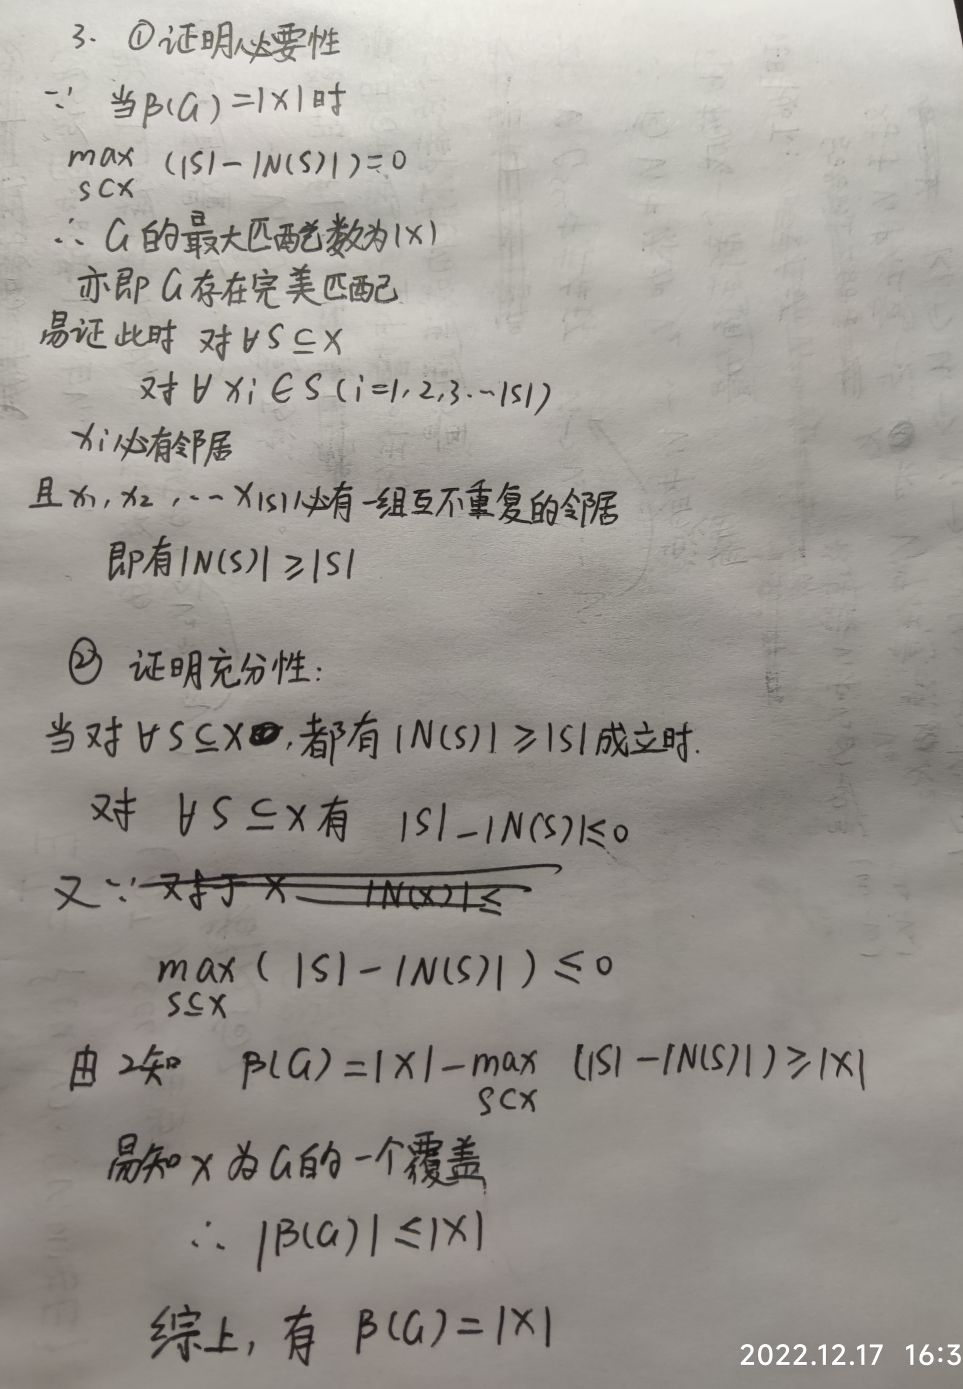 3. ①证明必要性
∵ 当β(G)=|X|时
max (|S|-|N(S)|)=0
S⊂X
∴ G的最大匹配数为|X|
亦即G存在完美匹配
易证此时 对∀S⊆X
对∀xi∈S(i=1,2,3...|S|)
xi必有邻居
且x1,x2,...x|S|必有一组互不重复的邻居
即有|N(S)|≥|S|
② 证明充分性:
当对∀S⊆X,都有|N(S)|≥|S|成立时.
对 ∀S⊆X有 |S|-|N(S)|≤0
又∵ 对于X |N(X)|≤
max(|S|-|N(S)|)≤0
S⊆X
由2知 β(G)=|X|-max (|S|-|N(S)|)≥|X|
S⊂X
易知X为G的一个覆盖
∴ |β(G)|≤|X|
综上,有 β(G)=|X|
2022.12.17 16:3